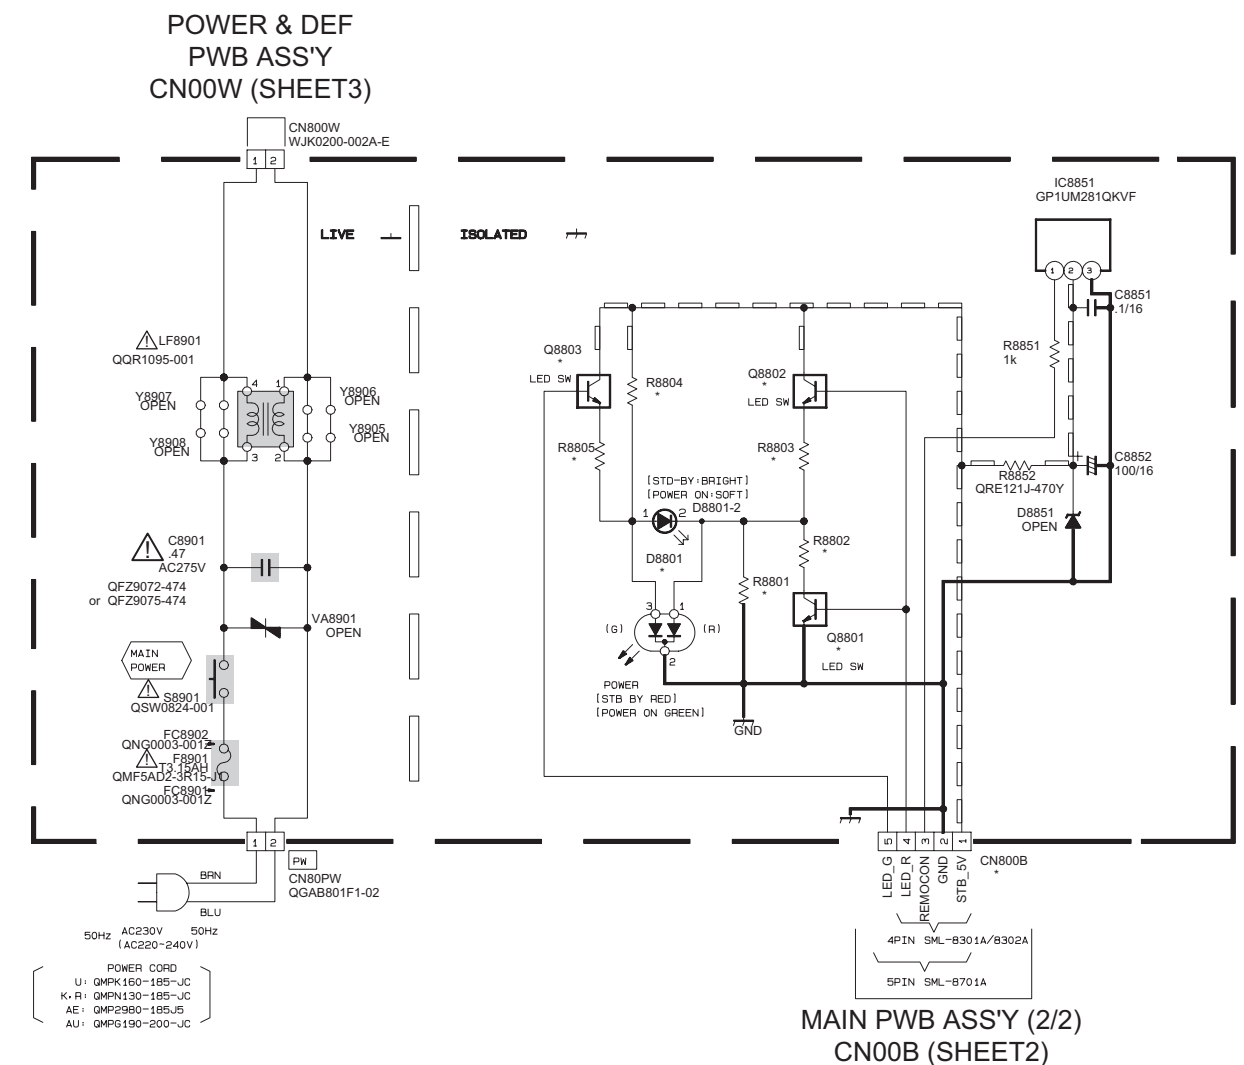 POWER & DEF
PWB ASS'Y
CN00W (SHEET3)
CN800W
WJK0200-002A-E
1 2
LIVE
ISOLATED
IC8851
GP1UM281QKVF
1 2 3
C8851
.1/16
R8851
1k
LF8901
QQR1095-001
4 1
3 2
Y8907
OPEN
Y8906
OPEN
Y8908
OPEN
Y8905
OPEN
Q8803
*
LED SW
R8804
*
Q8802
*
LED SW
R8805
*
R8803
*
[STD-BY:BRIGHT]
[POWER ON:SOFT]
D8801-2
1 2
D8801
*
R8802
*
R8801
*
+
C8852
100/16
R8852
QRE121J-470Y
D8851
OPEN
C8901
.47
AC275V
QFZ9072-474
or QFZ9075-474
VA8901
OPEN
3 1
(G) (R)
2
Q8801
*
LED SW
POWER
[STB BY RED]
[POWER ON GREEN]
GND
MAIN
POWER
S8901
QSW0824-001
FC8902
QNG0003-001Z
F8901
T3.15AH
QMF5AD2-3R15-J1
FC8901
QNG0003-001Z
1 2
PW
CN80PW
QGAB801F1-02
BRN
BLU
50Hz AC230V 50Hz
(AC220-240V)
POWER CORD
U: QMPK160-185-JC
K.R: QMPN130-185-JC
AE: QMP2980-185J5
AU: QMPG190-200-JC
5 4 3 2 1
CN800B
*
LED_G
LED_R
REMOCON
GND
STB_5V
4PIN SML-8301A/8302A
5PIN SML-8701A
MAIN PWB ASS'Y (2/2)
CN00B (SHEET2)